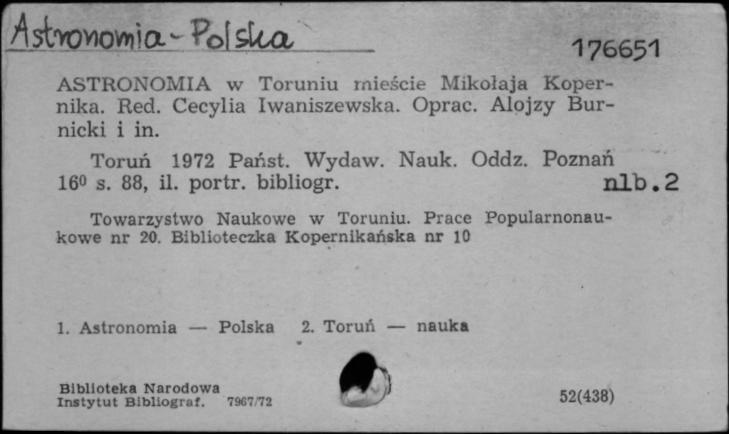 Astronomia - Polska
176651
ASTRONOMIA w Toruniu mieście Mikołaja Koper-
nika. Red. Cecylia Iwaniszewska. Oprac. Alojzy Bur-
nicki i in.
Toruń 1972 Państ. Wydaw. Nauk. Oddz. Poznań
16⁰ s. 88, il. portr. bibliogr. nlb.2
Towarzystwo Naukowe w Toruniu. Prace Popularnonau-
kowe nr 20. Biblioteczka Kopernikańska nr 10
1. Astronomia — Polska 2. Toruń — nauka
Biblioteka Narodowa
Instytut Bibliograf. 7967/72
52(438)